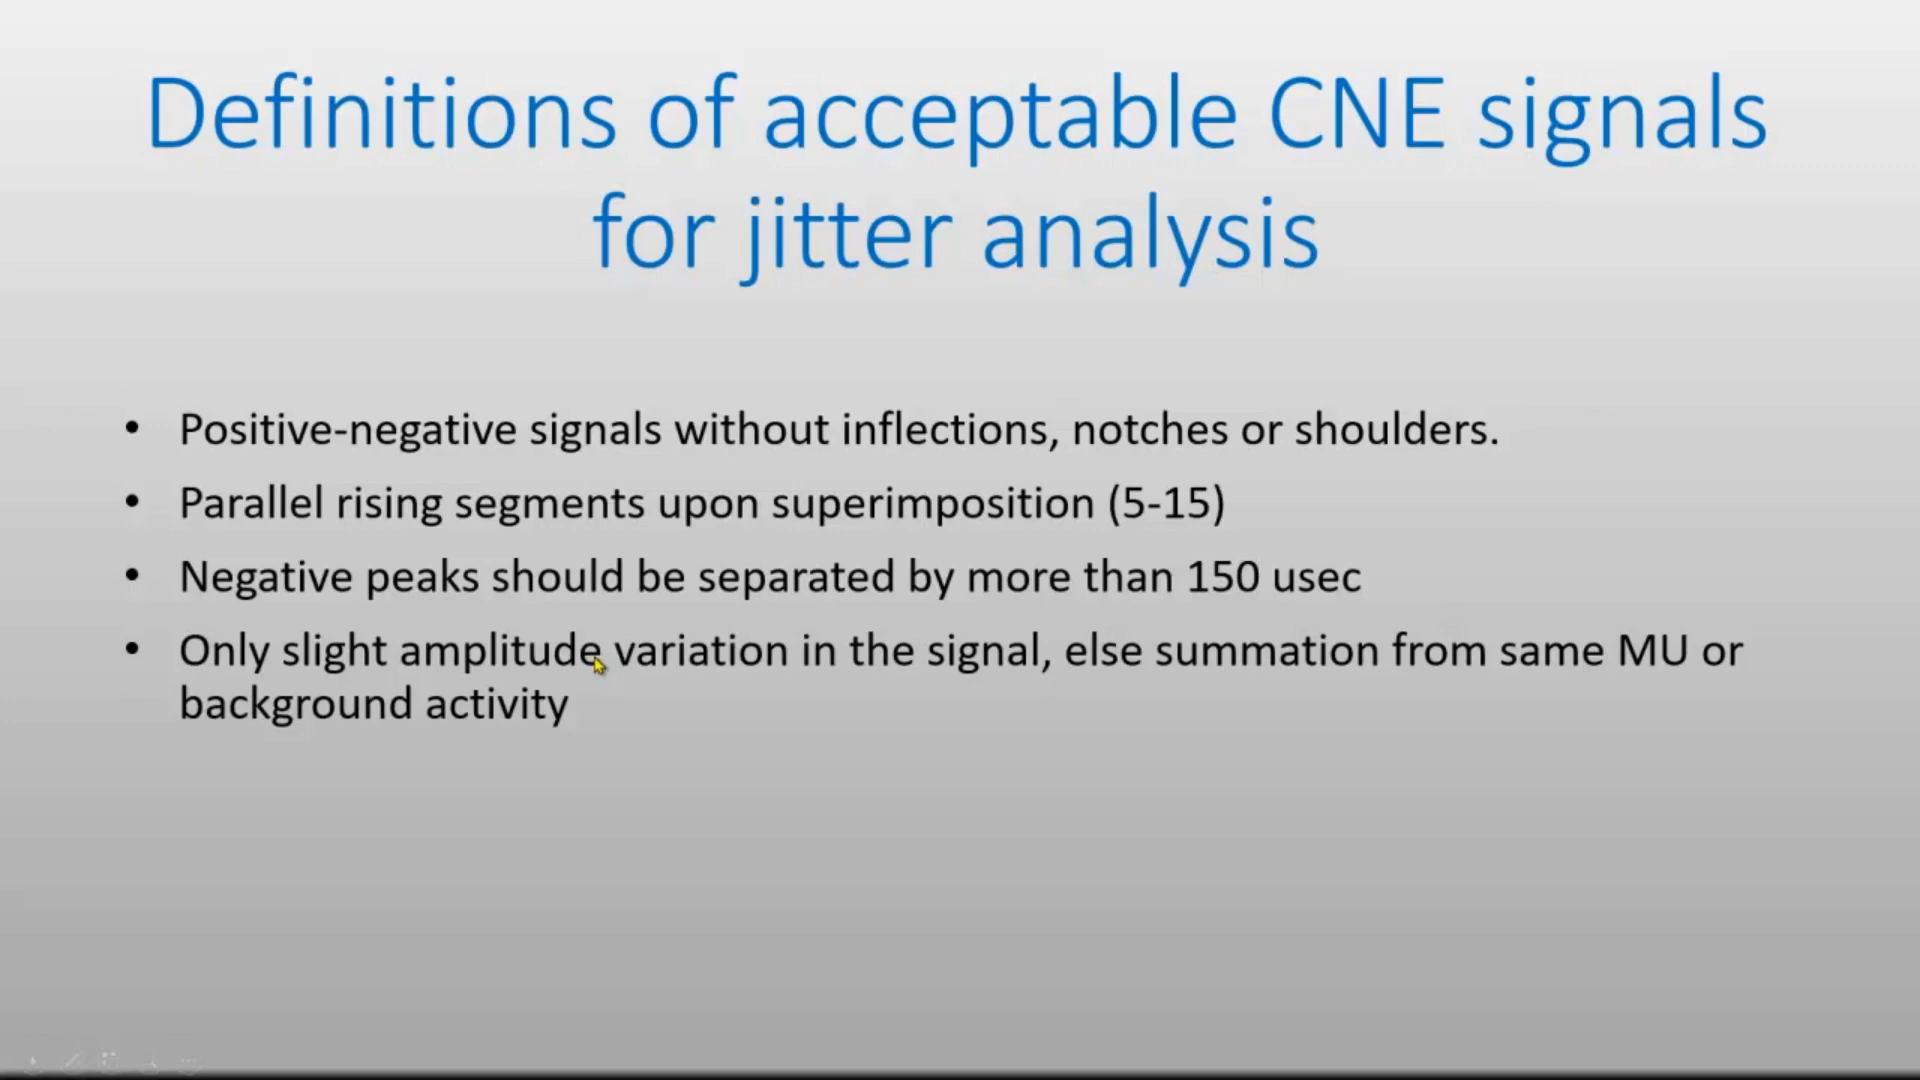 Definitions of acceptable CNE signals
for jitter analysis
• Positive-negative signals without inflections, notches or shoulders.
• Parallel rising segments upon superimposition (5-15)
• Negative peaks should be separated by more than 150 usec
• Only slight amplitude variation in the signal, else summation from same MU or
background activity